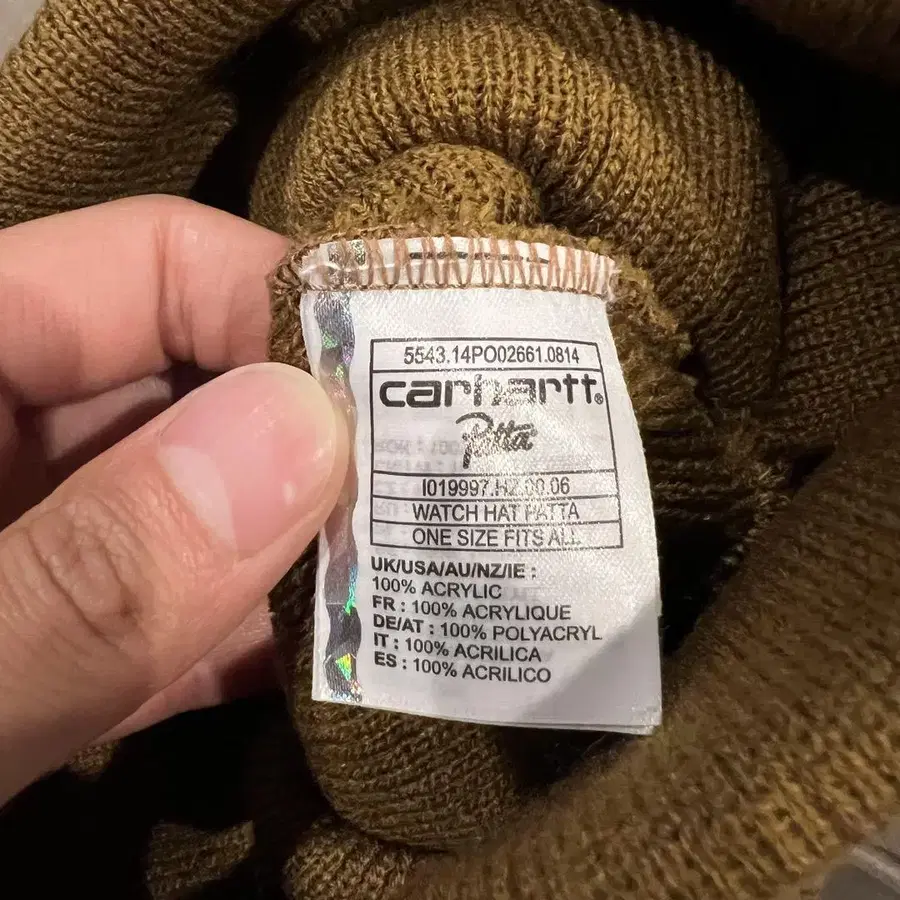 5543.14PO02661.0814
carhartt®
Patta
I019997.HZ.00.06
WATCH HAT PATTA
ONE SIZE FITS ALL
UK/USA/AU/NZ/IE :
100% ACRYLIC
FR : 100% ACRYLIQUE
DE/AT : 100% POLYACRYL
IT : 100% ACRILICA
ES : 100% ACRILICO